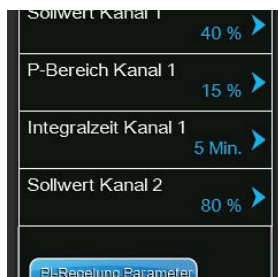 Sollwert Kanal 1
40 %
P-Bereich Kanal 1
15 %
Integralzeit Kanal 1
5 Min.
Sollwert Kanal 2
80 %
PI-Regelung Parameter